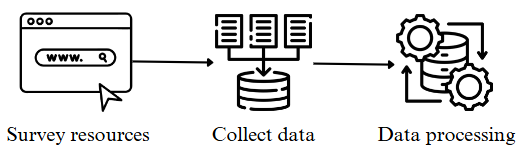 www.
Survey resources
Collect data
Data processing